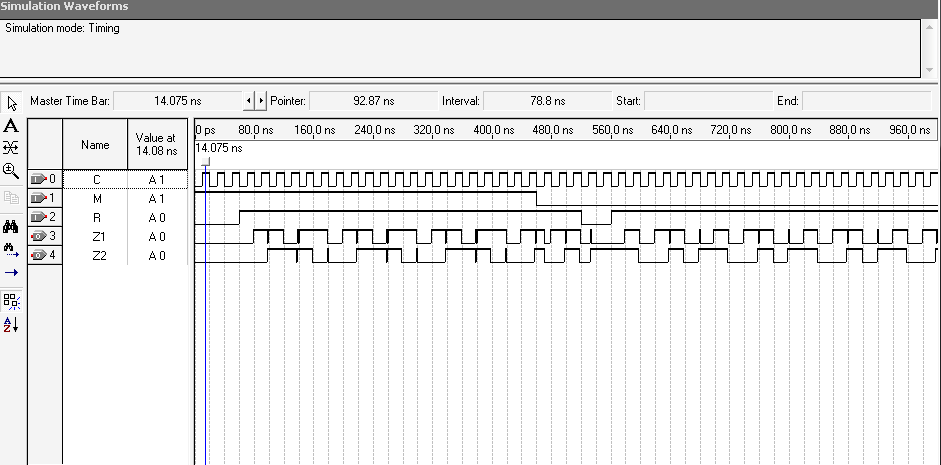 Simulation Waveforms
Simulation mode: Timing
Master Time Bar: 14.075 ns Pointer: 92.87 ns Interval: 78.8 ns Start: End:
Name Value at 14.08 ns
0 ps 80.0 ns 160.0 ns 240.0 ns 320.0 ns 400.0 ns 480.0 ns 560.0 ns 640.0 ns 720.0 ns 800.0 ns 880.0 ns 960.0 ns
14.075 ns
0 C A 1
1 M A 1
2 R A 0
3 Z1 A 0
4 Z2 A 0